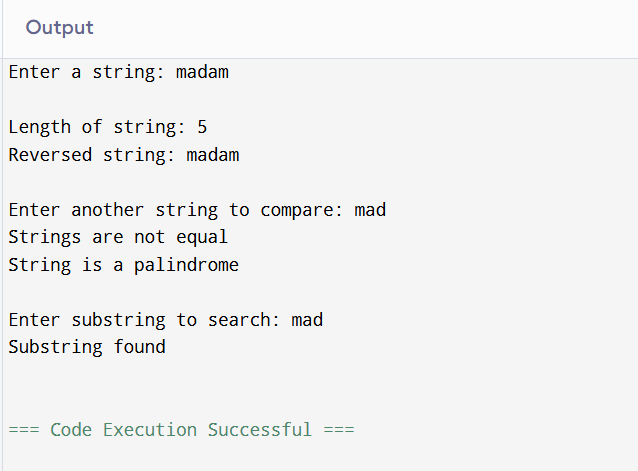 Output
Enter a string: madam
Length of string: 5
Reversed string: madam
Enter another string to compare: mad
Strings are not equal
String is a palindrome
Enter substring to search: mad
Substring found
=== Code Execution Successful ===